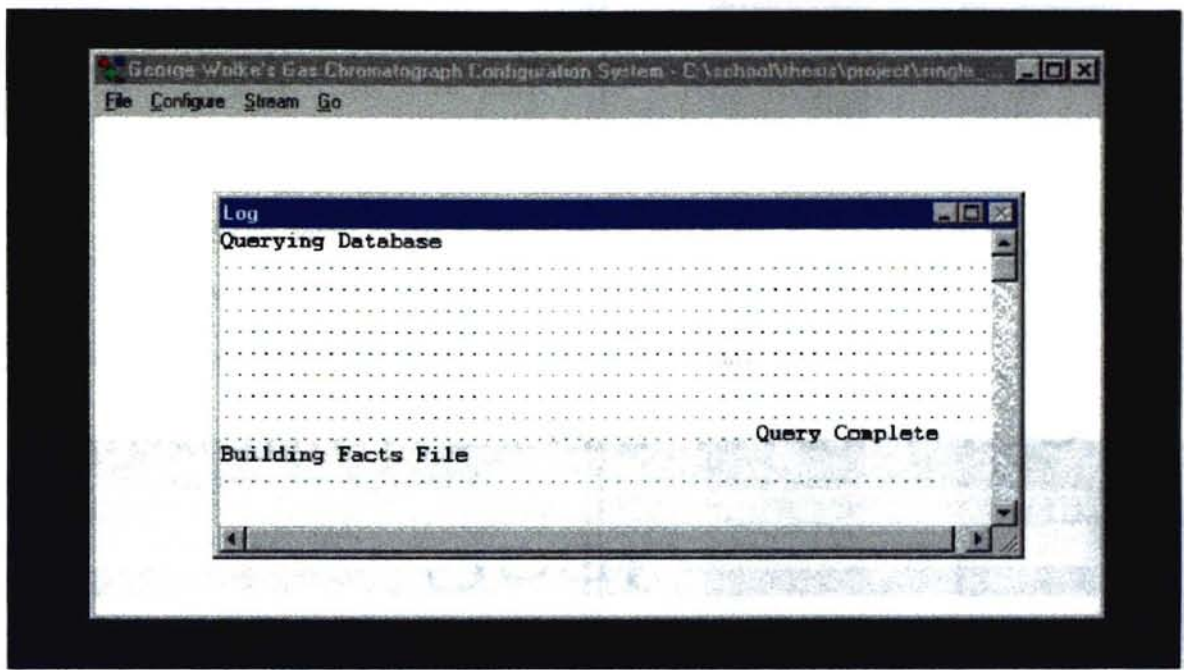 George Wolke's Gas Chromatograph Configuration System - C:\school\thesis\project\single ...
File Configure Stream Go
Log
Querying Database
Query Complete
Building Facts File